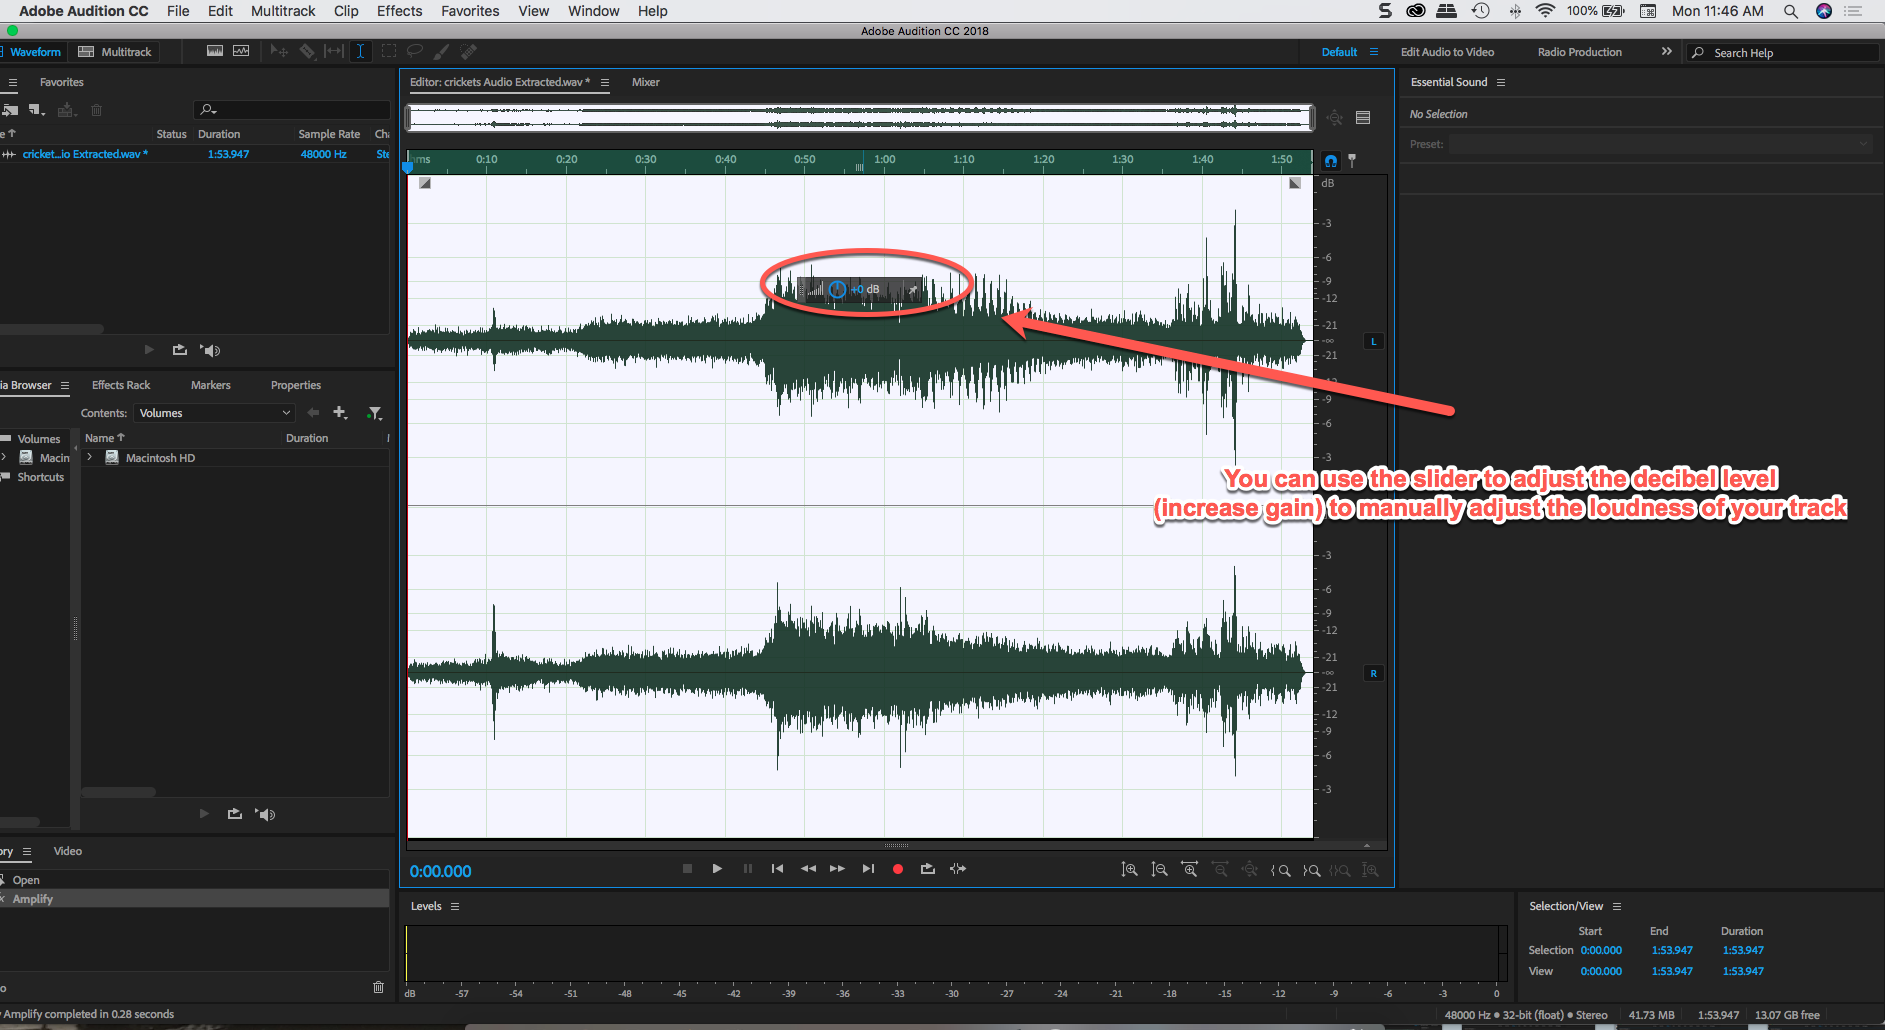 Adobe Audition CC File Edit Multitrack Clip Effects Favorites View Window Help 100% Mon 11:46 AM
Adobe Audition CC 2018
Waveform Multitrack Default Edit Audio to Video Radio Production Search Help
Favorites
Status Duration Sample Rate
cricket...io Extracted.wav * 1:53.947 48000 Hz Ste
Editor: crickets Audio Extracted.wav * Mixer
Essential Sound
No Selection
Preset:
hms 0:10 0:20 0:30 0:40 0:50 1:00 1:10 1:20 1:30 1:40 1:50
dB
-3
-6
-9
-12
-21
-∞
-21
-12
-9
-6
-3
+0 dB
L
You can use the slider to adjust the decibel level
(increase gain) to manually adjust the loudness of your track
-3
-6
-9
-12
-21
-∞
-21
-12
-9
-6
-3
R
ia Browser Effects Rack Markers Properties
Contents: Volumes
Volumes Name Duration
Macin Macintosh HD
Shortcuts
ory Video
Open
Amplify
0:00.000
Levels
dB -57 -54 -51 -48 -45 -42 -39 -36 -33 -30 -27 -24 -21 -18 -15 -12 -9 -6 -3 0
Selection/View
Start End Duration
Selection 0:00.000 1:53.947 1:53.947
View 0:00.000 1:53.947 1:53.947
Amplify completed in 0.28 seconds
48000 Hz • 32-bit (float) • Stereo 41.73 MB 1:53.947 13.07 GB free